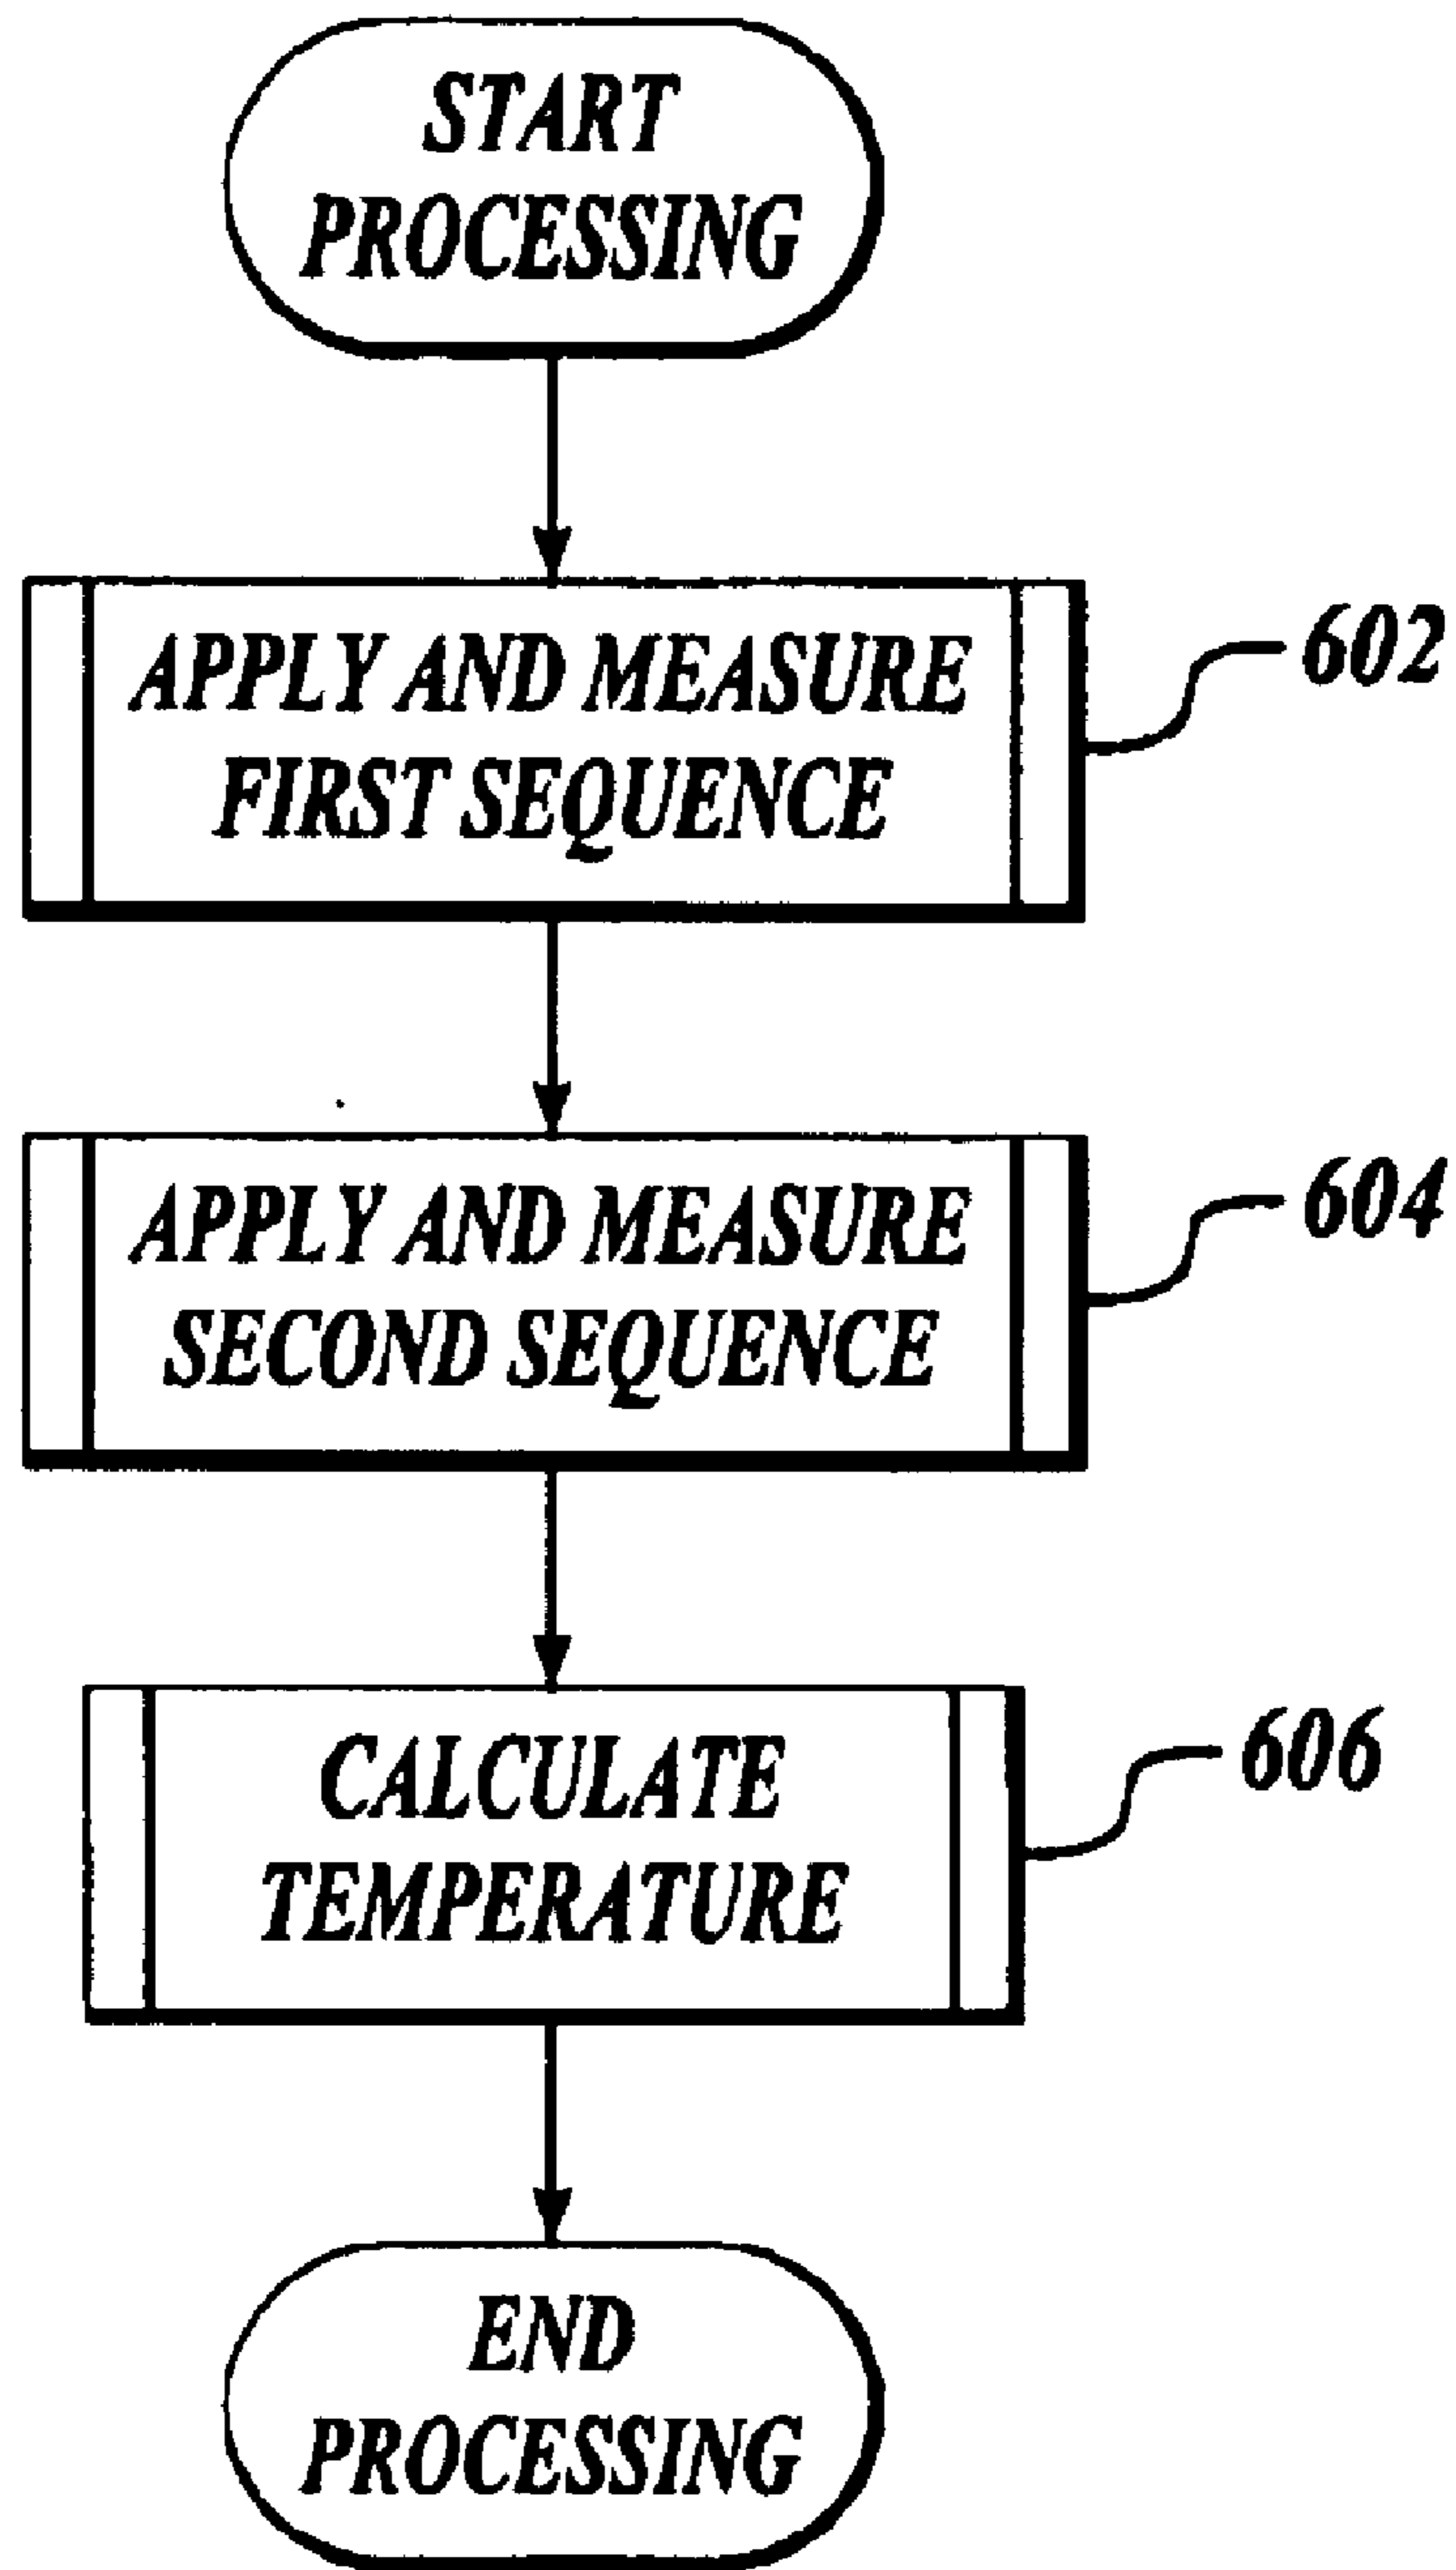 START
PROCESSING
APPLY AND MEASURE
FIRST SEQUENCE
602
APPLY AND MEASURE
SECOND SEQUENCE
604
CALCULATE
TEMPERATURE
606
END
PROCESSING